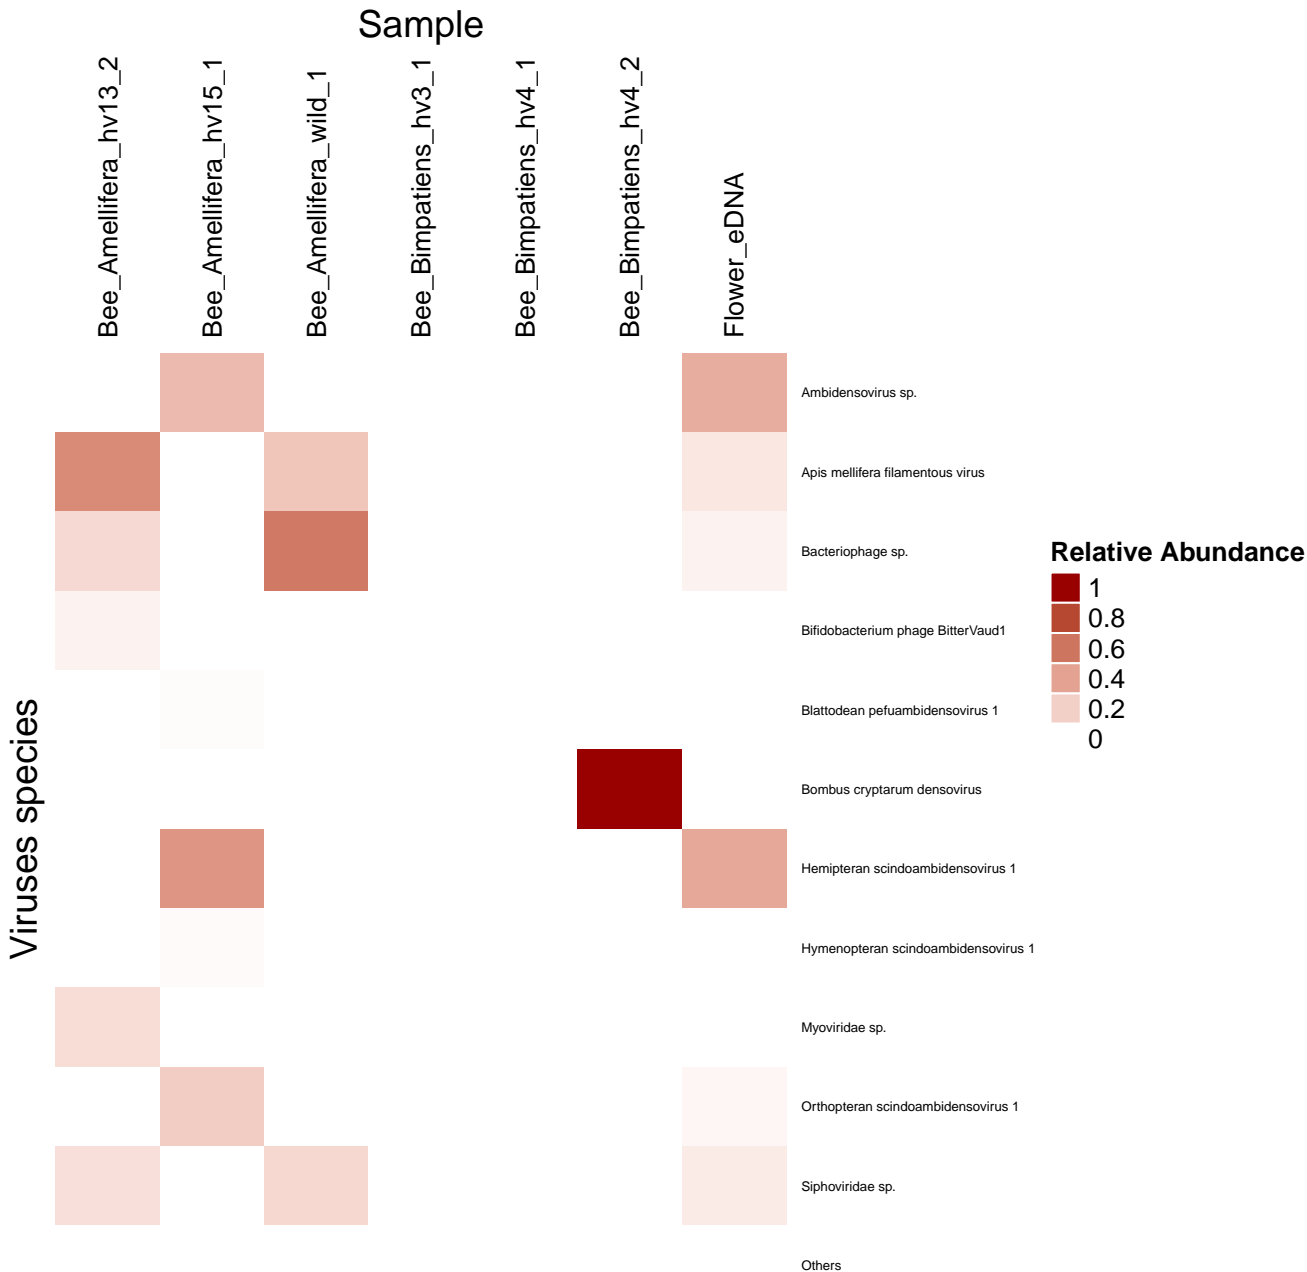 Sample
Bee_Amellifera_hv13_2
Bee_Amellifera_hv15_1
Bee_Amellifera_wild_1
Bee_Bimpatiens_hv3_1
Bee_Bimpatiens_hv4_1
Bee_Bimpatiens_hv4_2
Flower_eDNA
Viruses species
Ambidensovirus sp.
Apis mellifera filamentous virus
Bacteriophage sp.
Bifidobacterium phage BitterVaud1
Blattodean pefuambidensovirus 1
Bombus cryptarum densovirus
Hemipteran scindoambidensovirus 1
Hymenopteran scindoambidensovirus 1
Myoviridae sp.
Orthopteran scindoambidensovirus 1
Siphoviridae sp.
Others
Relative Abundance
1
0.8
0.6
0.4
0.2
0